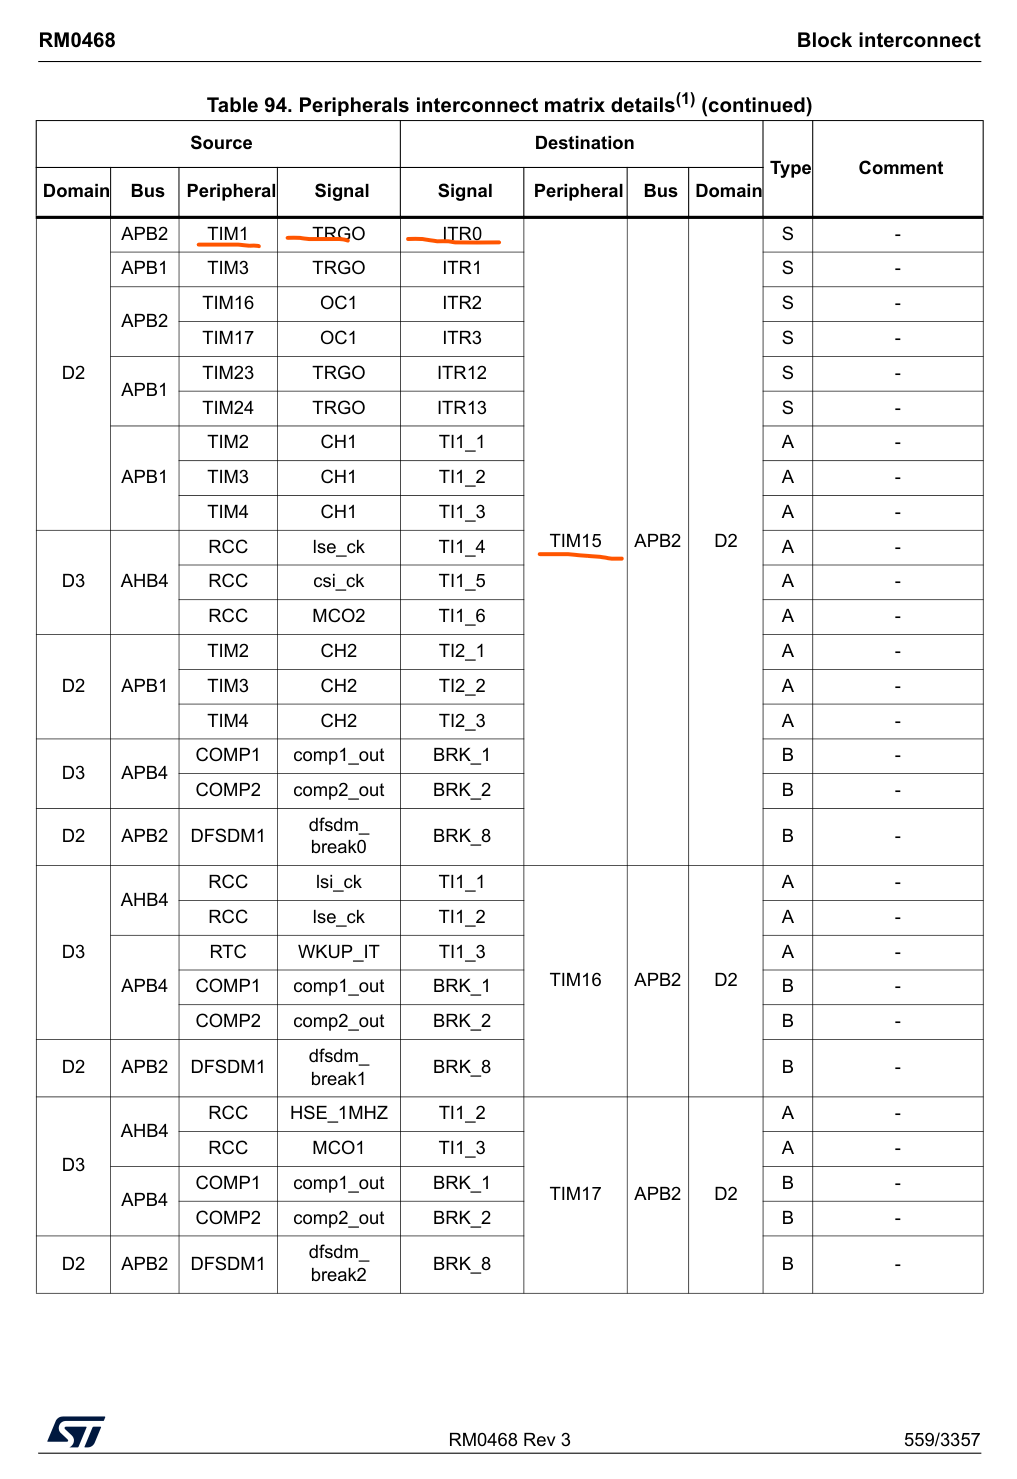 RM0468 Block interconnect
Table 94. Peripherals interconnect matrix details(1) (continued)
Source Destination Type Comment
Domain Bus Peripheral Signal Signal Peripheral Bus Domain
D2 APB2 TIM1 TRGO ITR0 TIM15 APB2 D2 S -
APB1 TIM3 TRGO ITR1 S -
APB2 TIM16 OC1 ITR2 S -
TIM17 OC1 ITR3 S -
APB1 TIM23 TRGO ITR12 S -
TIM24 TRGO ITR13 S -
APB1 TIM2 CH1 TI1_1 A -
TIM3 CH1 TI1_2 A -
TIM4 CH1 TI1_3 A -
D3 AHB4 RCC lse_ck TI1_4 A -
RCC csi_ck TI1_5 A -
RCC MCO2 TI1_6 A -
D2 APB1 TIM2 CH2 TI2_1 A -
TIM3 CH2 TI2_2 A -
TIM4 CH2 TI2_3 A -
D3 APB4 COMP1 comp1_out BRK_1 B -
COMP2 comp2_out BRK_2 B -
D2 APB2 DFSDM1 dfsdm_
break0 BRK_8 B -
D3 AHB4 RCC lsi_ck TI1_1 TIM16 APB2 D2 A -
RCC lse_ck TI1_2 A -
APB4 RTC WKUP_IT TI1_3 A -
COMP1 comp1_out BRK_1 B -
COMP2 comp2_out BRK_2 B -
D2 APB2 DFSDM1 dfsdm_
break1 BRK_8 B -
D3 AHB4 RCC HSE_1MHZ TI1_2 TIM17 APB2 D2 A -
RCC MCO1 TI1_3 A -
APB4 COMP1 comp1_out BRK_1 B -
COMP2 comp2_out BRK_2 B -
D2 APB2 DFSDM1 dfsdm_
break2 BRK_8 B -
ST RM0468 Rev 3 559/3357